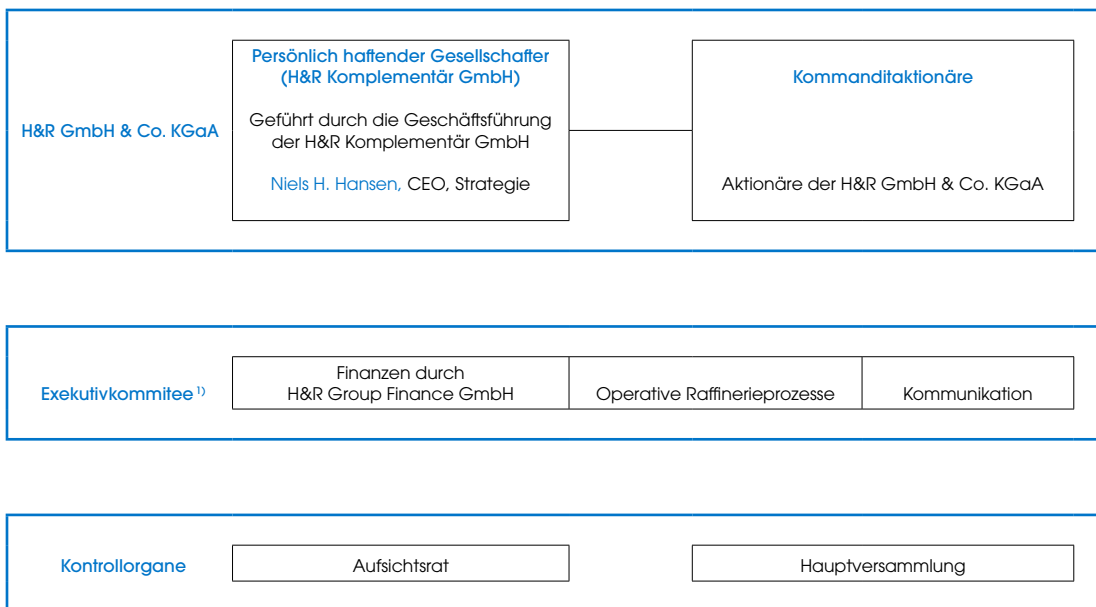 H&R GmbH & Co. KGaA
Persönlich haftender Gesellschafter
(H&R Komplementär GmbH)
Geführt durch die Geschäftsführung
der H&R Komplementär GmbH
Niels H. Hansen, CEO, Strategie
Kommanditaktionäre
Aktionäre der H&R GmbH & Co. KGaA
Exekutivkommitee 1)
Finanzen durch
H&R Group Finance GmbH
Operative Raffinerieprozesse
Kommunikation
Kontrollorgane
Aufsichtsrat
Hauptversammlung